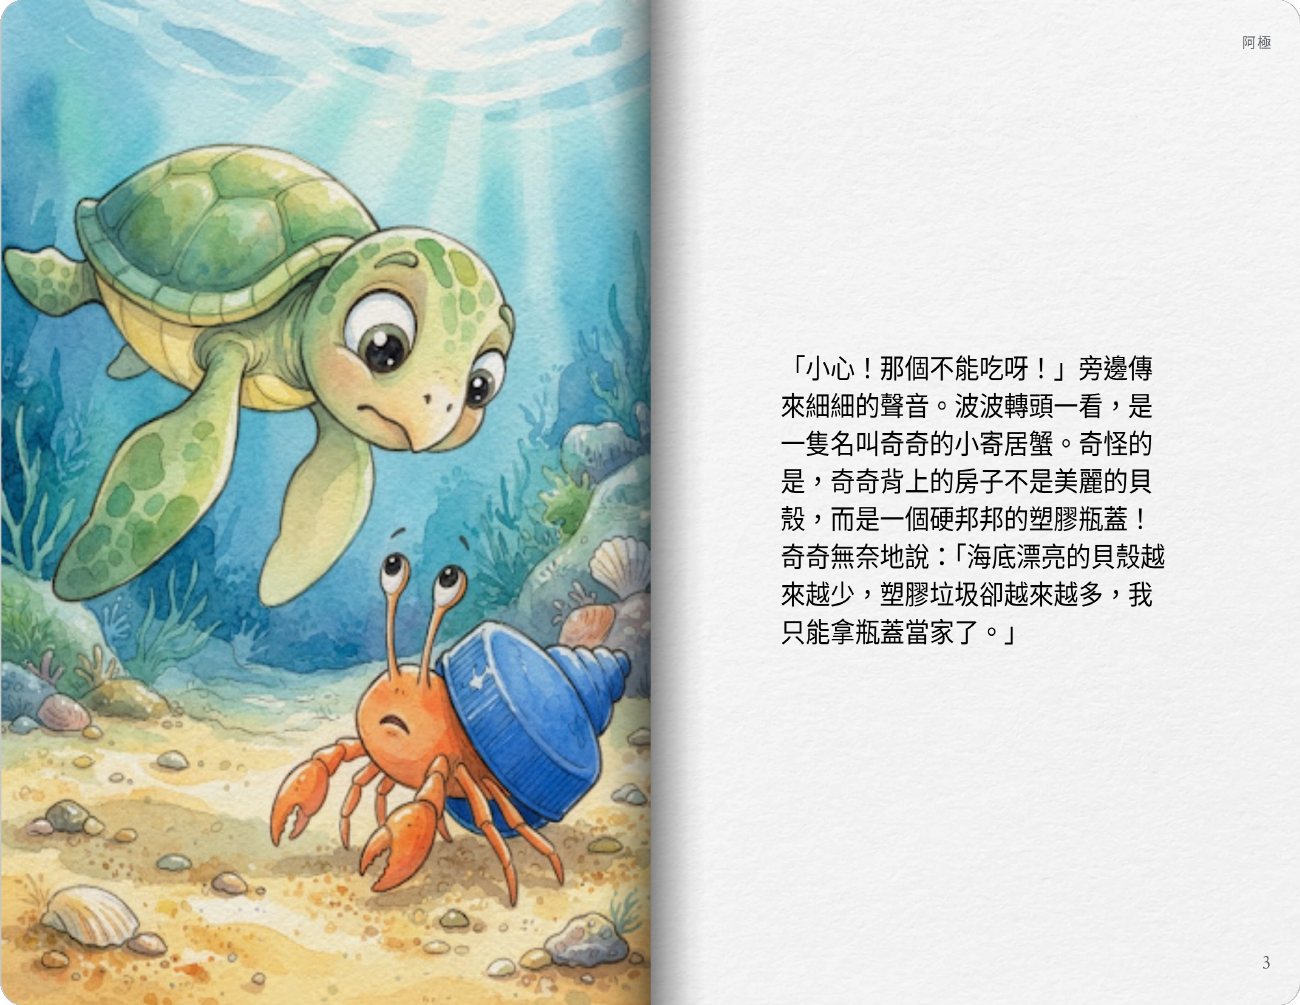 阿極
「小心！那個不能吃呀！」旁邊傳
來細細的聲音。波波轉頭一看，是
一隻名叫奇奇的小寄居蟹。奇怪的
是，奇奇背上的房子不是美麗的貝
殼，而是一個硬邦邦的塑膠瓶蓋！
奇奇無奈地說：「海底漂亮的貝殼越
來越少，塑膠垃圾卻越來越多，我
只能拿瓶蓋當家了。」
3